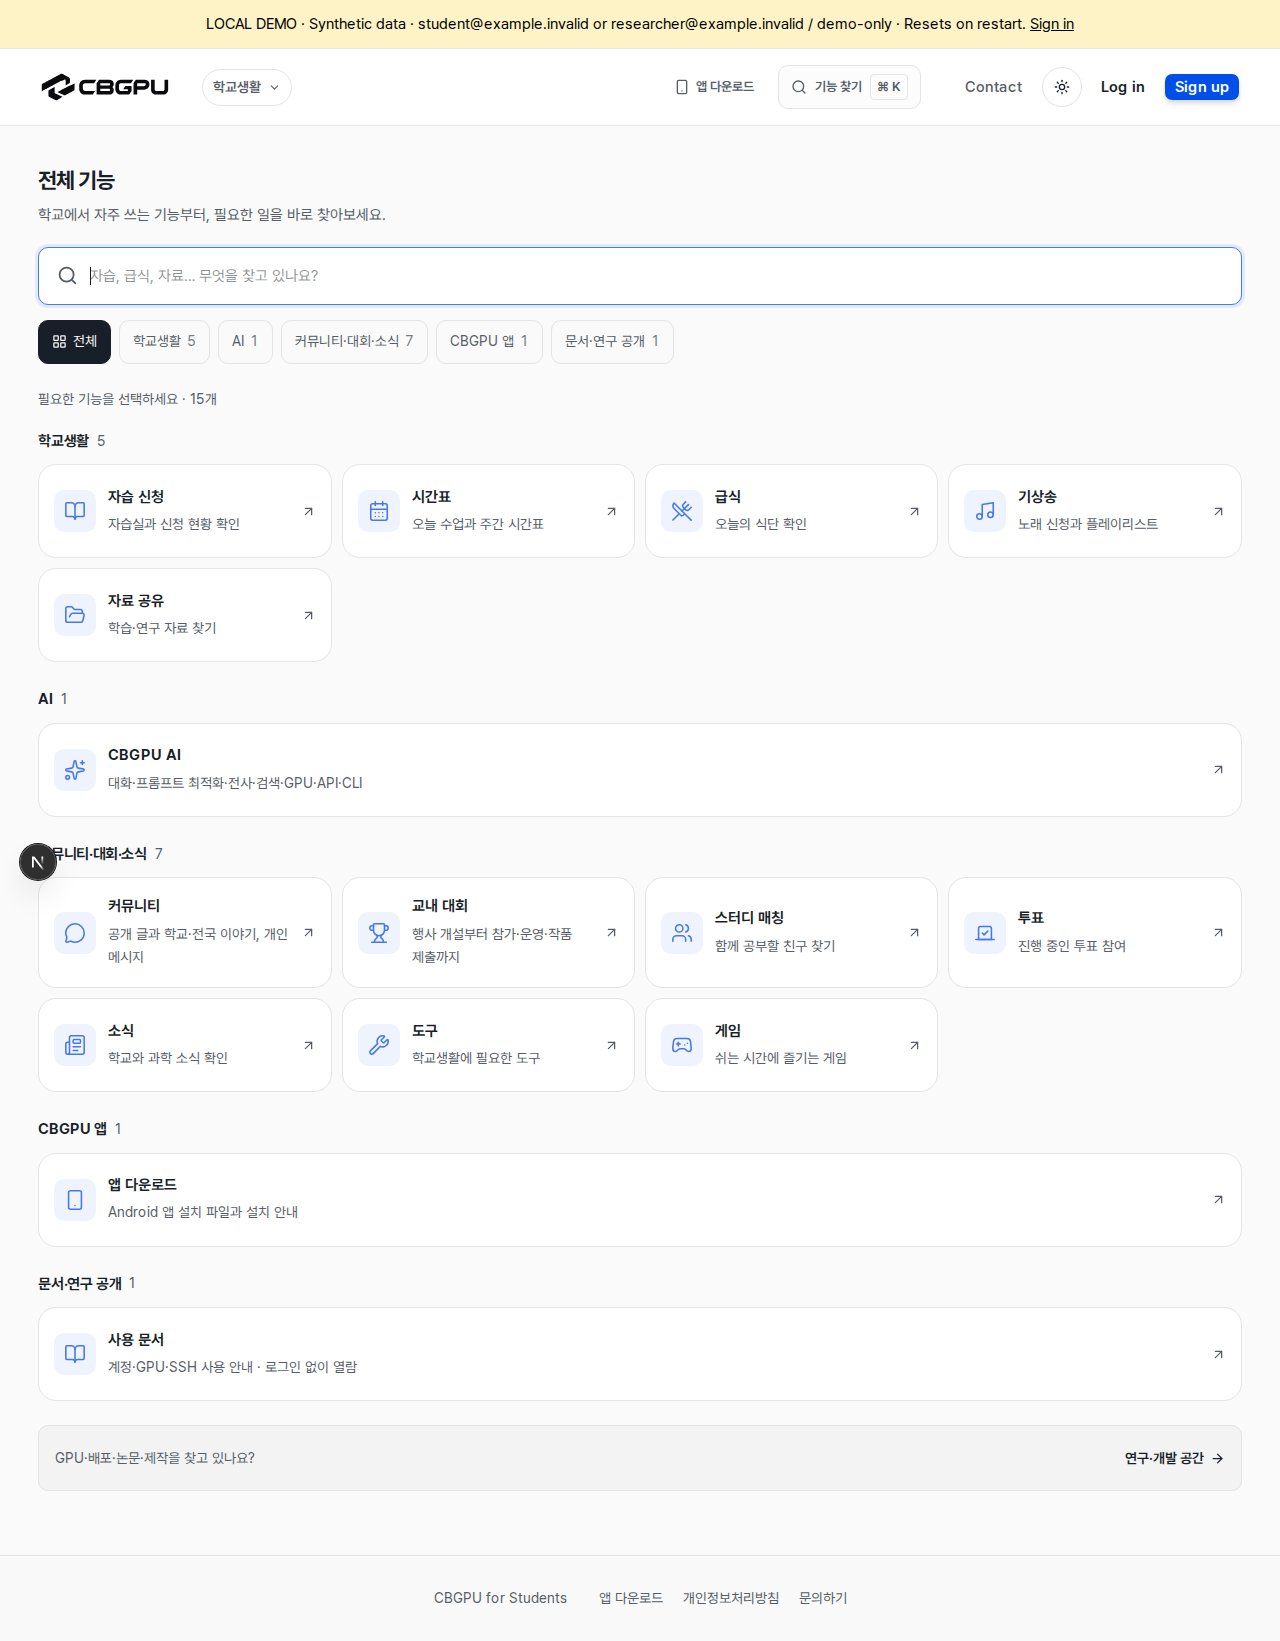 LOCAL DEMO · Synthetic data · student@example.invalid or researcher@example.invalid / demo-only · Resets on restart. Sign in
CBGPU
학교생활
앱 다운로드
기능 찾기
⌘ K
Contact
Log in
Sign up
전체 기능
학교에서 자주 쓰는 기능부터, 필요한 일을 바로 찾아보세요.
자습, 급식, 자료… 무엇을 찾고 있나요?
전체
학교생활 5
AI 1
커뮤니티·대회·소식 7
CBGPU 앱 1
문서·연구 공개 1
필요한 기능을 선택하세요 · 15개
학교생활 5
자습 신청
자습실과 신청 현황 확인
시간표
오늘 수업과 주간 시간표
급식
오늘의 식단 확인
기상송
노래 신청과 플레이리스트
자료 공유
학습·연구 자료 찾기
AI 1
CBGPU AI
대화·프롬프트 최적화·전사·검색·GPU·API·CLI
뮤니티·대회·소식 7
N
커뮤니티
공개 글과 학교·전국 이야기, 개인
메시지
교내 대회
행사 개설부터 참가·운영·작품
제출까지
스터디 매칭
함께 공부할 친구 찾기
투표
진행 중인 투표 참여
소식
학교와 과학 소식 확인
도구
학교생활에 필요한 도구
게임
쉬는 시간에 즐기는 게임
CBGPU 앱 1
앱 다운로드
Android 앱 설치 파일과 설치 안내
문서·연구 공개 1
사용 문서
계정·GPU·SSH 사용 안내 · 로그인 없이 열람
GPU·배포·논문·제작을 찾고 있나요?
연구·개발 공간
CBGPU for Students
앱 다운로드
개인정보처리방침
문의하기